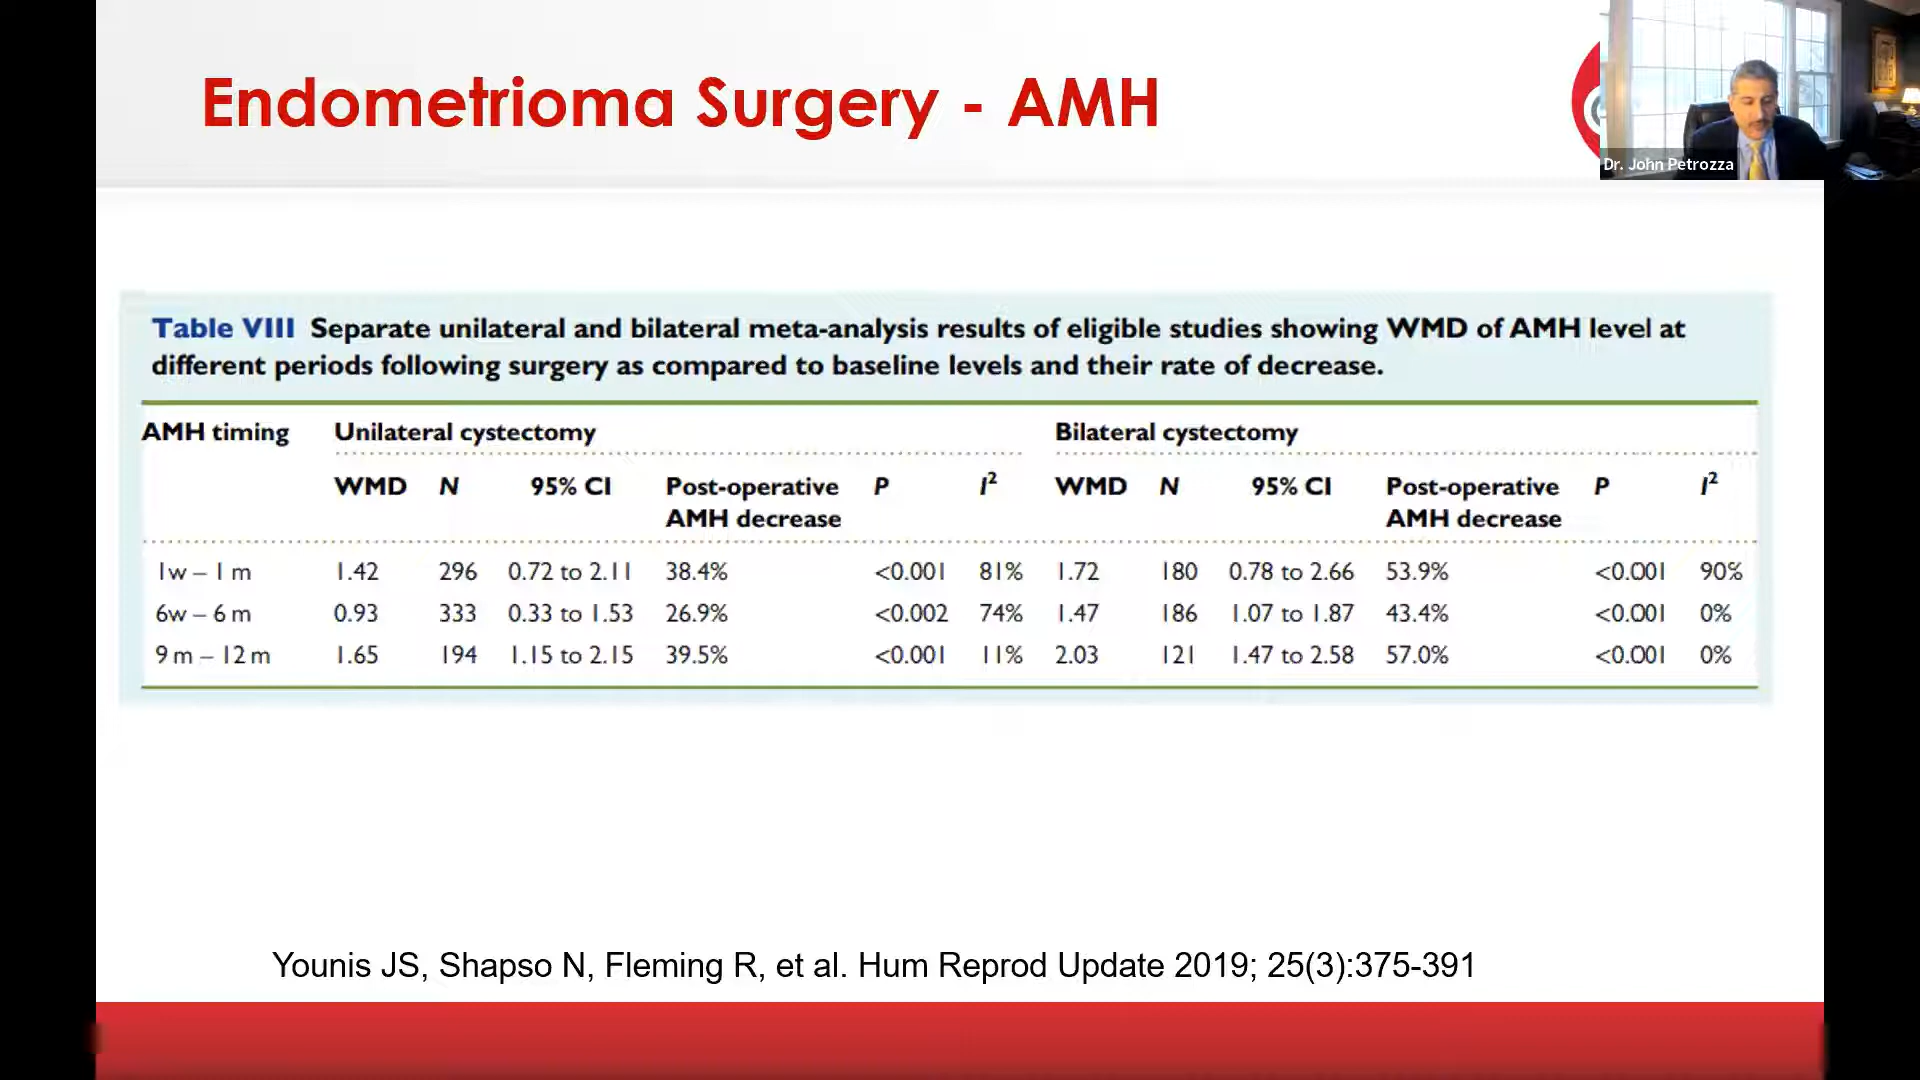 Endometrioma Surgery - AMH
Dr. John Petrozza
Table VIII Separate unilateral and bilateral meta-analysis results of eligible studies showing WMD of AMH level at
different periods following surgery as compared to baseline levels and their rate of decrease.
AMH timing Unilateral cystectomy Bilateral cystectomy
WMD N 95% CI Post-operative P I² WMD N 95% CI Post-operative P I²
AMH decrease AMH decrease
1w – 1 m 1.42 296 0.72 to 2.11 38.4% <0.001 81% 1.72 180 0.78 to 2.66 53.9% <0.001 90%
6w – 6 m 0.93 333 0.33 to 1.53 26.9% <0.002 74% 1.47 186 1.07 to 1.87 43.4% <0.001 0%
9 m – 12 m 1.65 194 1.15 to 2.15 39.5% <0.001 11% 2.03 121 1.47 to 2.58 57.0% <0.001 0%
Younis JS, Shapso N, Fleming R, et al. Hum Reprod Update 2019; 25(3):375-391